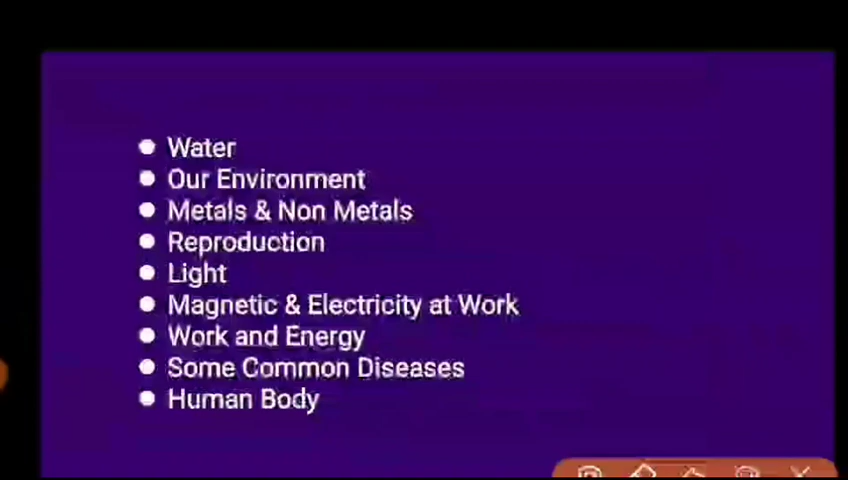 ● Water
● Our Environment
● Metals & Non Metals
● Reproduction
● Light
● Magnetic & Electricity at Work
● Work and Energy
● Some Common Diseases
● Human Body